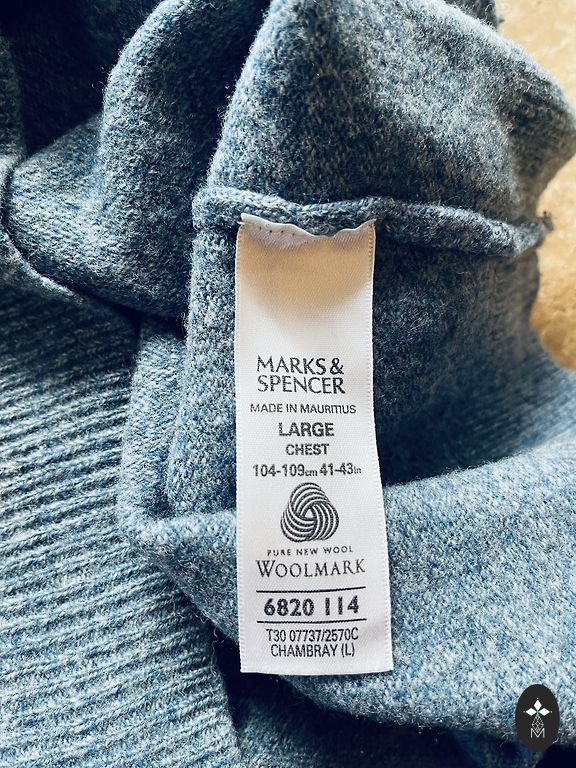 MARKS &
SPENCER
MADE IN MAURITIUS
LARGE
CHEST
104-109cm 41-43in
PURE NEW WOOL
WOOLMARK
6820 114
T30 07737/2570C
CHAMBRAY (L)
M